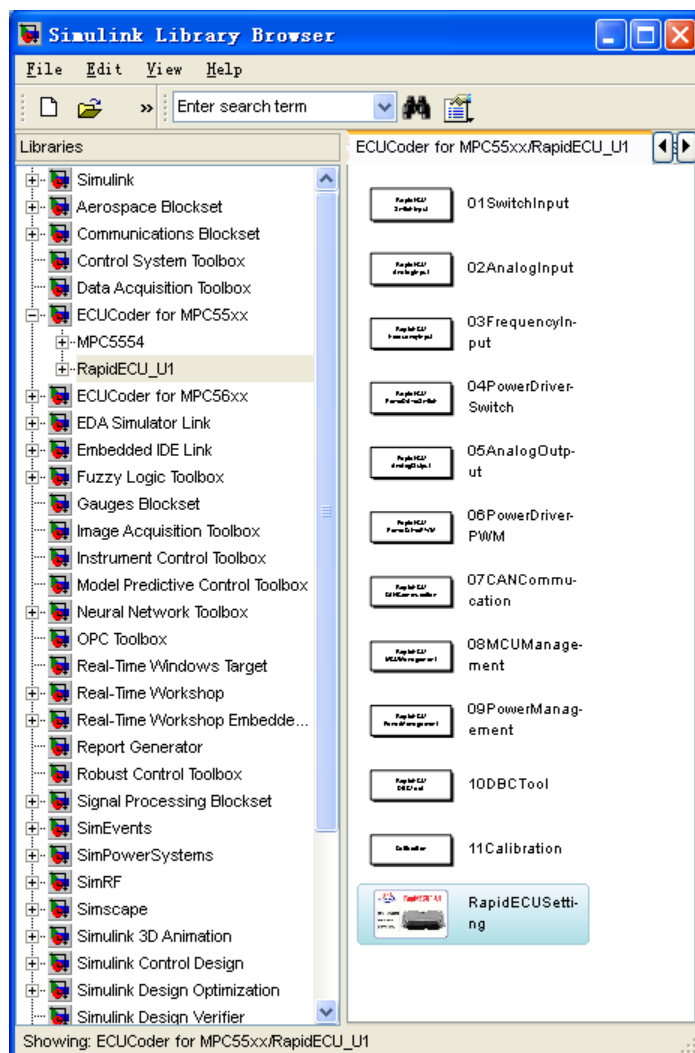 Simulink Library Browser
File Edit View Help
» Enter search term
Libraries
ECUCoder for MPC55xx/RapidECU_U1
Simulink
Aerospace Blockset
Communications Blockset
Control System Toolbox
Data Acquisition Toolbox
ECUCoder for MPC55xx
MPC5554
RapidECU_U1
ECUCoder for MPC56xx
EDA Simulator Link
Embedded IDE Link
Fuzzy Logic Toolbox
Gauges Blockset
Image Acquisition Toolbox
Instrument Control Toolbox
Model Predictive Control Toolbox
Neural Network Toolbox
OPC Toolbox
Real-Time Windows Target
Real-Time Workshop
Real-Time Workshop Embedde...
Report Generator
Robust Control Toolbox
Signal Processing Blockset
SimEvents
SimPowerSystems
SimRF
Simscape
Simulink 3D Animation
Simulink Control Design
Simulink Design Optimization
Simulink Design Verifier
01SwitchInput
02AnalogInput
03FrequencyIn-
put
04PowerDriver-
Switch
05AnalogOutp-
ut
06PowerDriver-
PWM
07CANCommu-
cation
08MCUManage-
ment
09PowerManag-
ement
10DBCTool
11Calibration
RapidECUSetti-
ng
Showing: ECUCoder for MPC55xx/RapidECU_U1